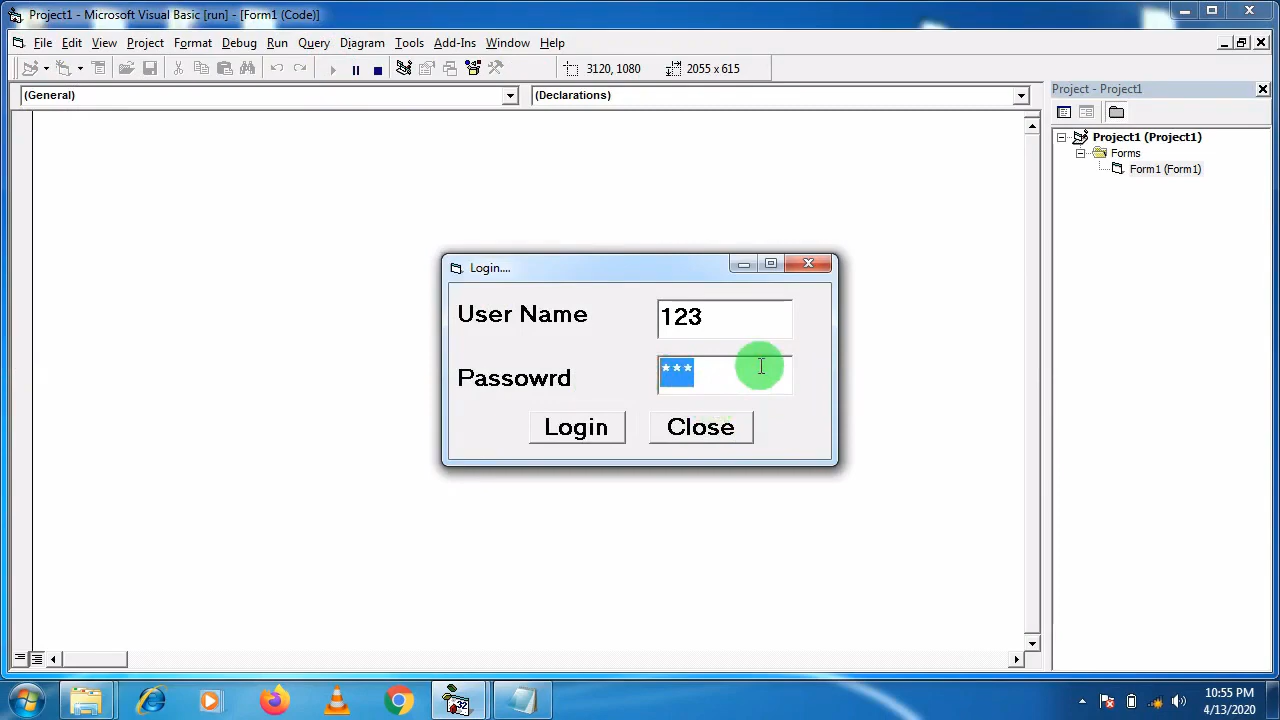 Project1 - Microsoft Visual Basic [run] - [Form1 (Code)]
File Edit View Project Format Debug Run Query Diagram Tools Add-Ins Window Help
3120, 1080 2055 x 615
(General) (Declarations)
Project - Project1
Project1 (Project1)
Forms
Form1 (Form1)
Login....
User Name 123
Passowrd ***
Login Close
32
10:55 PM
4/13/2020